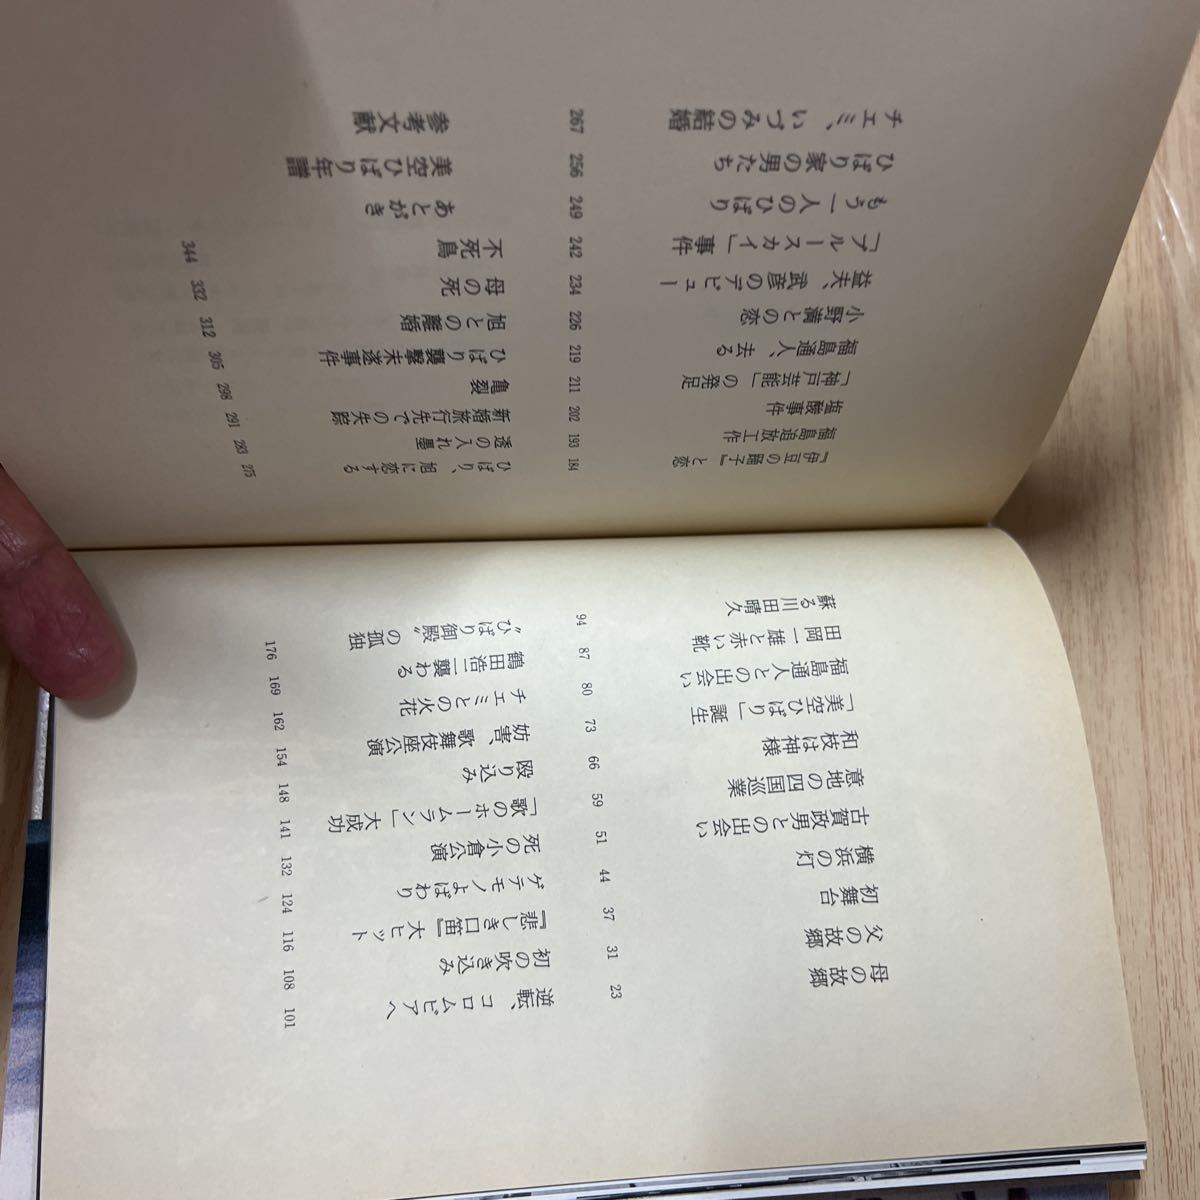 母の故郷 23
父の故郷 31
初舞台 37
横浜の灯 44
古賀政男との出会い 51
意地の四国巡業 59
和枝は神様 66
「美空ひばり」誕生 73
福島通人との出会い 80
田岡一雄と赤い靴 87
蘇る川田晴久 94
逆転、コロムビアへ 101
初の吹き込み 108
『悲しき口笛』大ヒット 116
ゲテモノよばわり 124
死の小倉公演 132
「歌のホームラン」大成功 141
殴り込み 148
妨害、歌舞伎座公演 154
チエミとの火花 162
鶴田浩二襲わる 169
〝ひばり御殿〟の孤独 176
『伊豆の踊子』と恋 184
福島追放工作 193
塩酸事件 202
「神戸芸能」の発足 211
福島通人、去る 219
小野満との恋 226
益夫、武彦のデビュー 234
「ブルースカイ」事件 242
もう一人のひばり 249
ひばり家の男たち 256
チエミ、いづみの結婚 267
ひばり、旭に恋する 275
透の入れ墨 283
新婚旅行先での失踪 291
亀裂 298
ひばり襲撃未遂事件 305
旭との離婚 312
母の死 332
不死鳥 344
あとがき
美空ひばり年譜
参考文献